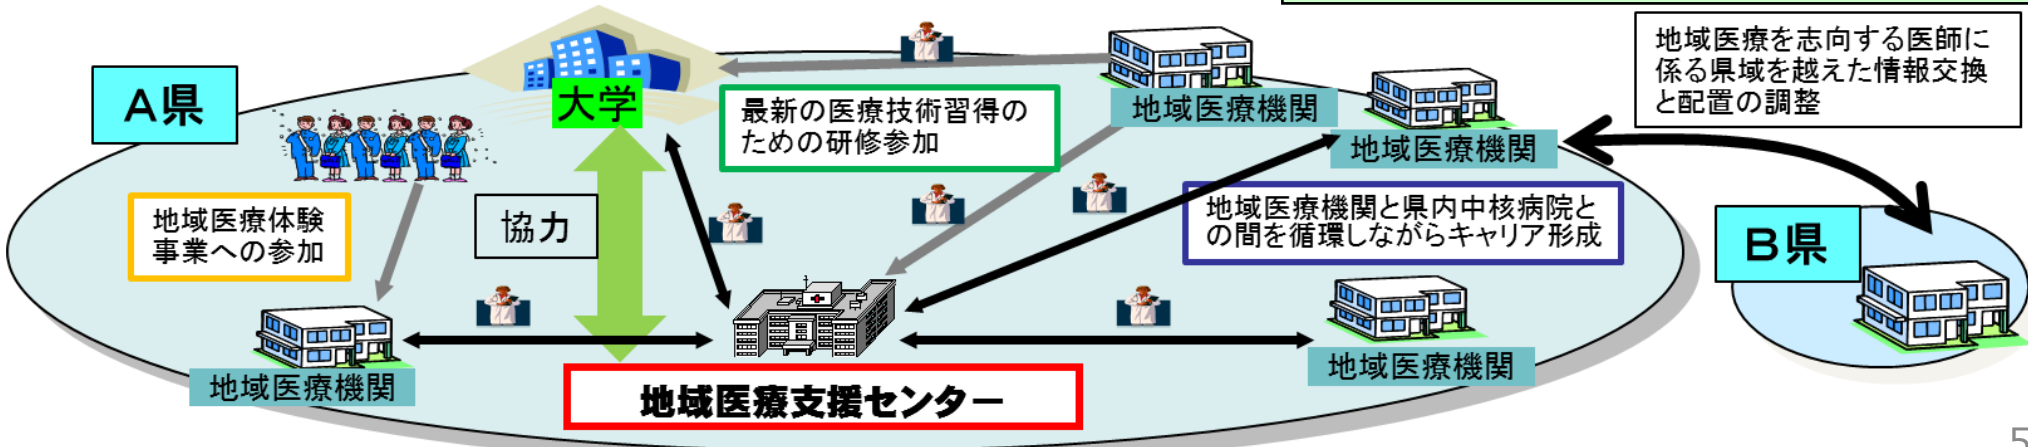 地域医療を志向する医師に
係る県域を越えた情報交換
と配置の調整
A県
大学
最新の医療技術習得の
ための研修参加
地域医療機関
地域医療機関
地域医療体験
事業への参加
協力
地域医療機関と県内中核病院と
の間を循環しながらキャリア形成
B県
地域医療機関
地域医療支援センター
地域医療機関
5